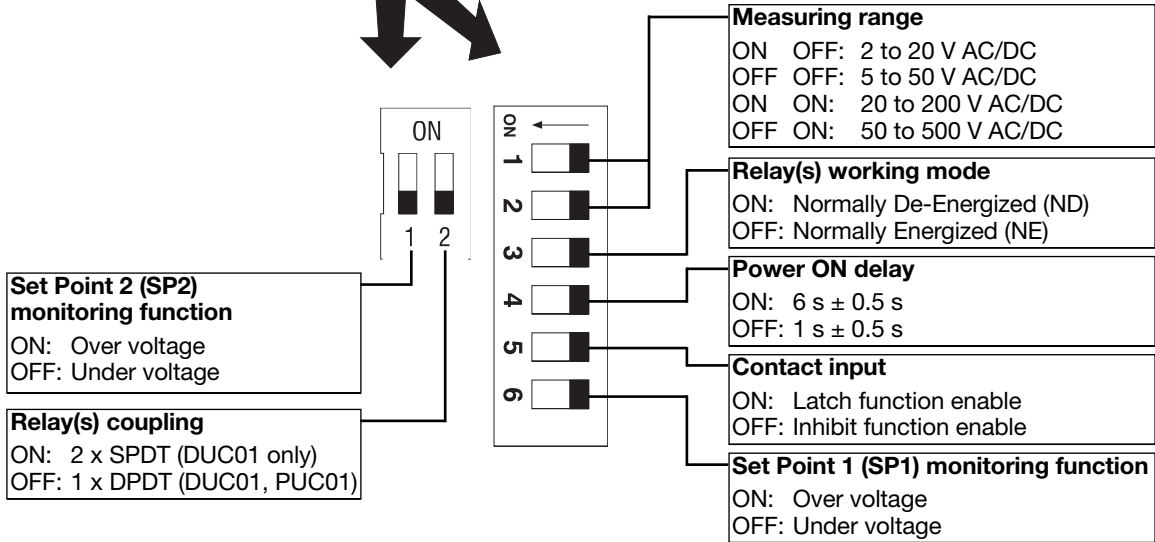 Measuring range
ON OFF: 2 to 20 V AC/DC
OFF OFF: 5 to 50 V AC/DC
ON ON: 20 to 200 V AC/DC
OFF ON: 50 to 500 V AC/DC
ON
1 2
ON
1
2
3
4
5
6
Relay(s) working mode
ON: Normally De-Energized (ND)
OFF: Normally Energized (NE)
Power ON delay
ON: 6 s ± 0.5 s
OFF: 1 s ± 0.5 s
Contact input
ON: Latch function enable
OFF: Inhibit function enable
Set Point 1 (SP1) monitoring function
ON: Over voltage
OFF: Under voltage
Set Point 2 (SP2)
monitoring function
ON: Over voltage
OFF: Under voltage
Relay(s) coupling
ON: 2 x SPDT (DUC01 only)
OFF: 1 x DPDT (DUC01, PUC01)